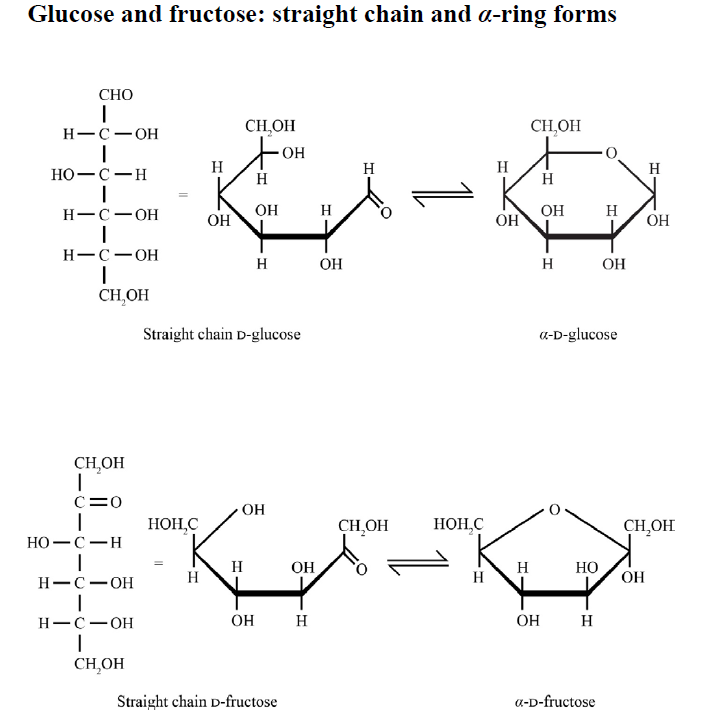 Glucose and fructose: straight chain and α-ring forms
CHO
H—C—OH
HO—C—H
H—C—OH
H—C—OH
CH₂OH
=
CH₂OH
OH
H
H
OH
OH
H
H
OH
H
O
CH₂OH
O
H
H
OH
OH
H
H
OH
H
OH
Straight chain D-glucose
α-D-glucose
CH₂OH
C=O
HO—C—H
H—C—OH
H—C—OH
CH₂OH
=
HOH₂C
OH
H
H
OH
OH
H
CH₂OH
O
HOH₂C
O
H
H
OH
HO
H
CH₂OH
OH
Straight chain D-fructose
α-D-fructose